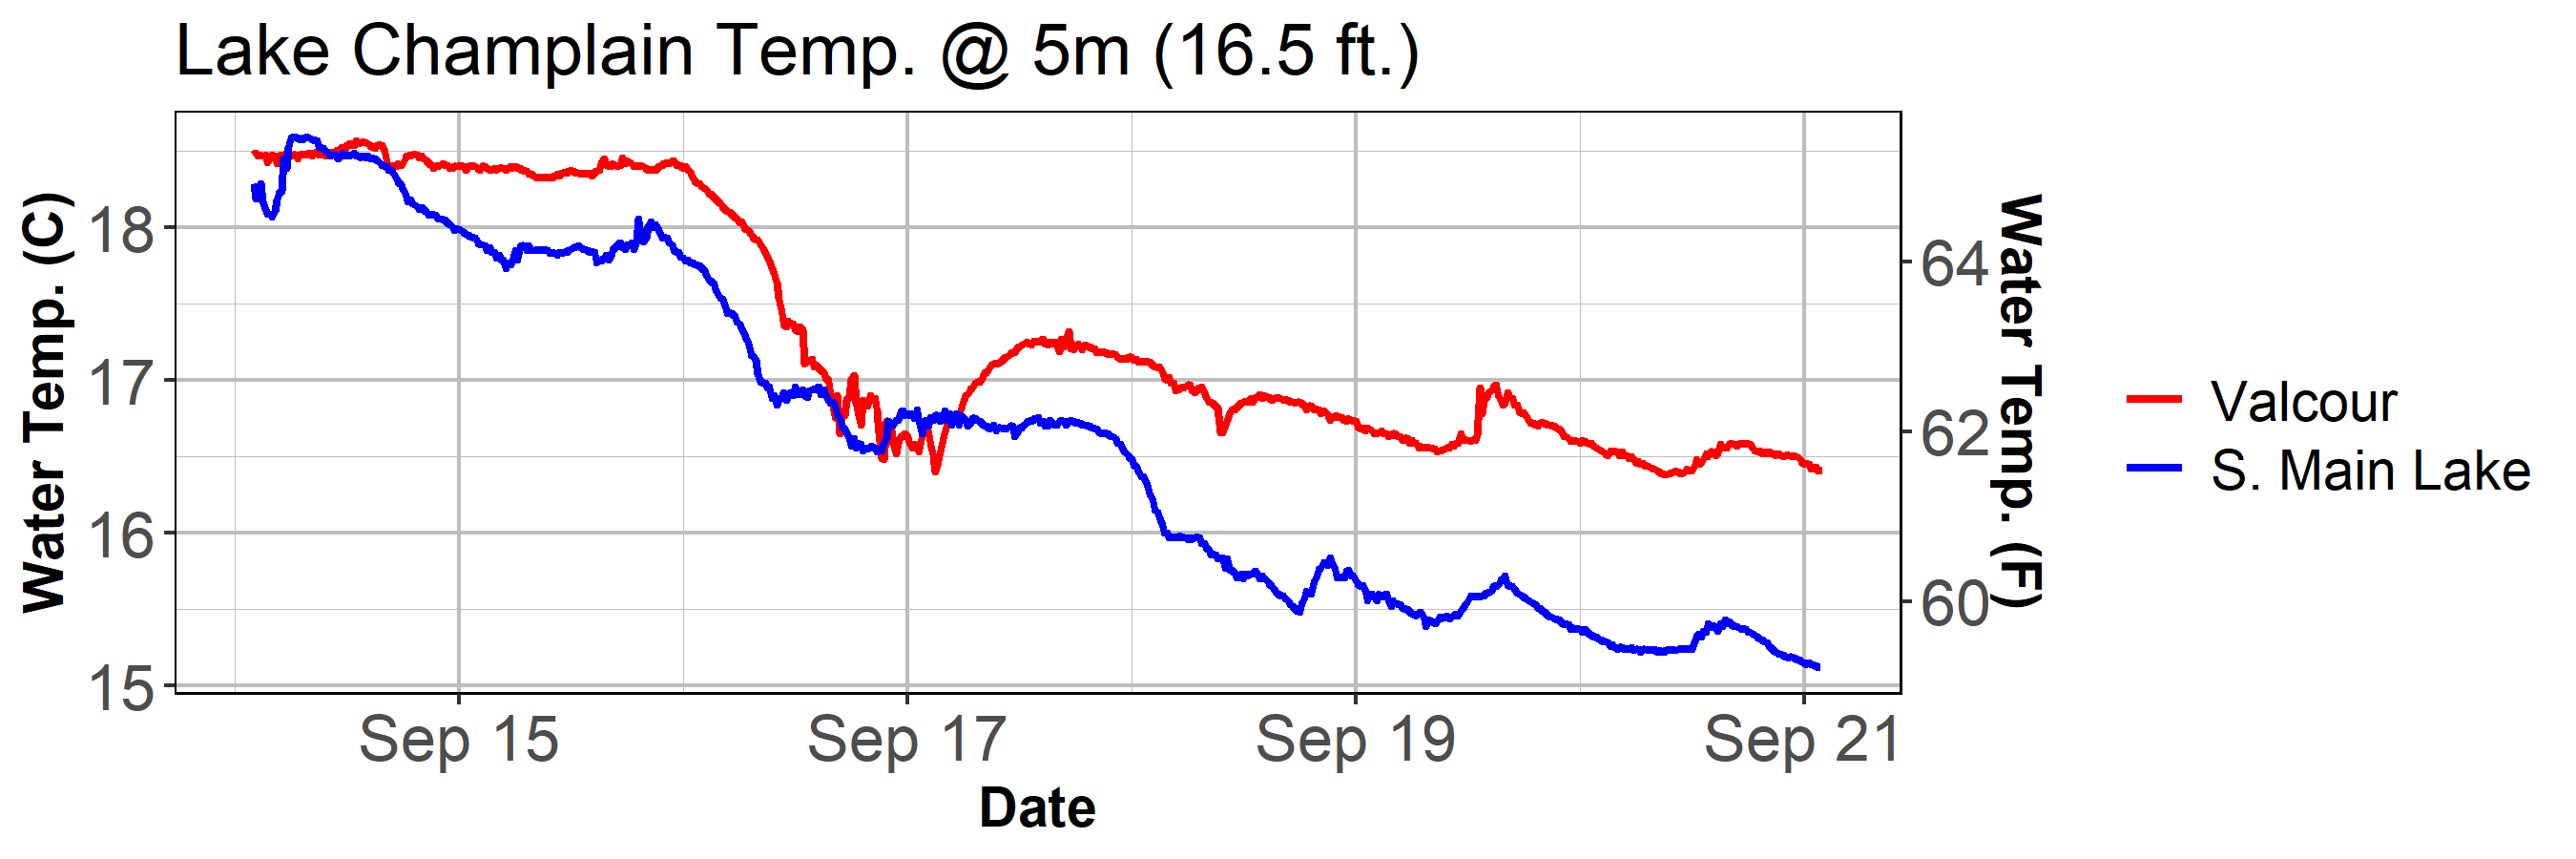 Lake Champlain Temp. @ 5m (16.5 ft.)
Water Temp. (C)
18
17
16
15
Sep 15
Sep 17
Sep 19
Sep 21
Date
64
62
60
Water Temp. (F)
Valcour
S. Main Lake